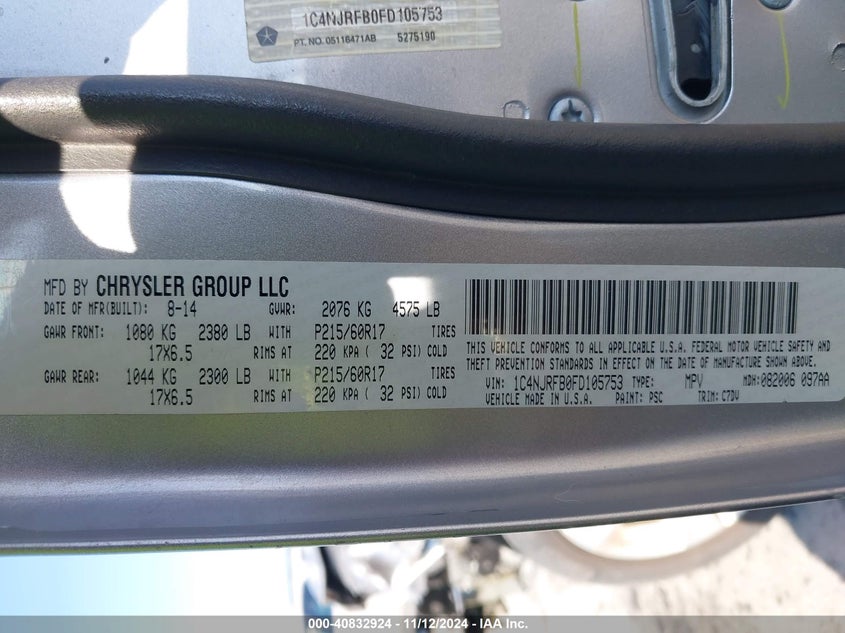 1C4NJRFB0FD105753
PT. NO. 05116471AB 5275190
MFD BY CHRYSLER GROUP LLC
DATE OF MFR(BUILT): 8-14 GVWR: 2076 KG 4575 LB
GAWR FRONT: 1080 KG 2380 LB WITH P215/60R17 TIRES
17X6.5 RIMS AT 220 KPA ( 32 PSI) COLD
GAWR REAR: 1044 KG 2300 LB WITH P215/60R17 TIRES
17X6.5 RIMS AT 220 KPA ( 32 PSI) COLD
THIS VEHICLE CONFORMS TO ALL APPLICABLE U.S.A. FEDERAL MOTOR VEHICLE SAFETY AND
THEFT PREVENTION STANDARDS IN EFFECT ON THE DATE OF MANUFACTURE SHOWN ABOVE.
VIN: 1C4NJRFB0FD105753 TYPE: MPV MDH: 082006 097AA
VEHICLE MADE IN U.S.A. PAINT: PSC TRIM: C7DV
000-40832924 - 11/12/2024 - IAA Inc.